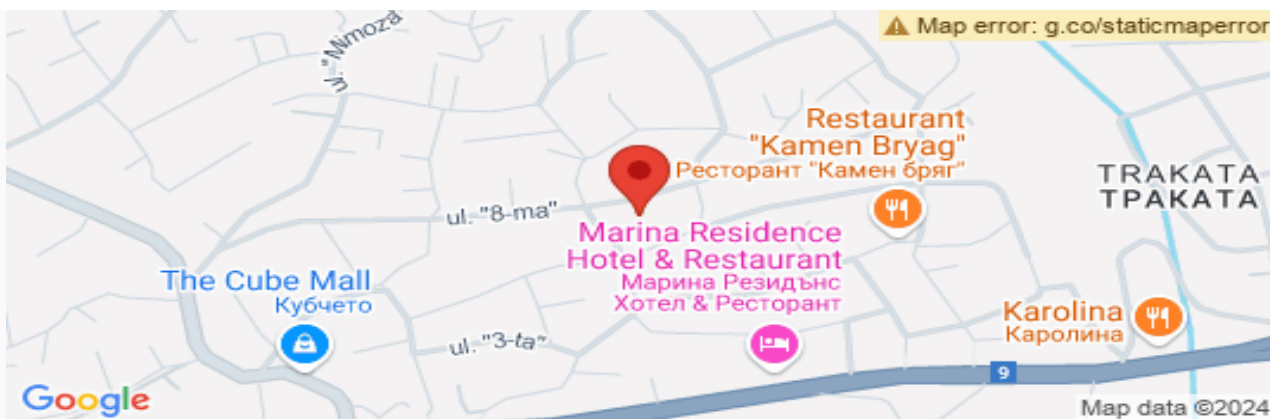 Map error: g.co/staticmaperror
ul. "Mimoza"
Restaurant
"Kamen Bryag"
Ресторант "Камен бряг"
TRAKATA
ТРАКАТА
ul. "8-ma"
Marina Residence
Hotel & Restaurant
Марина Резидънс
Хотел & Ресторант
The Cube Mall
Кубчето
Karolina
Каролина
ul. "3-ta"
9
Google
Map data ©2024